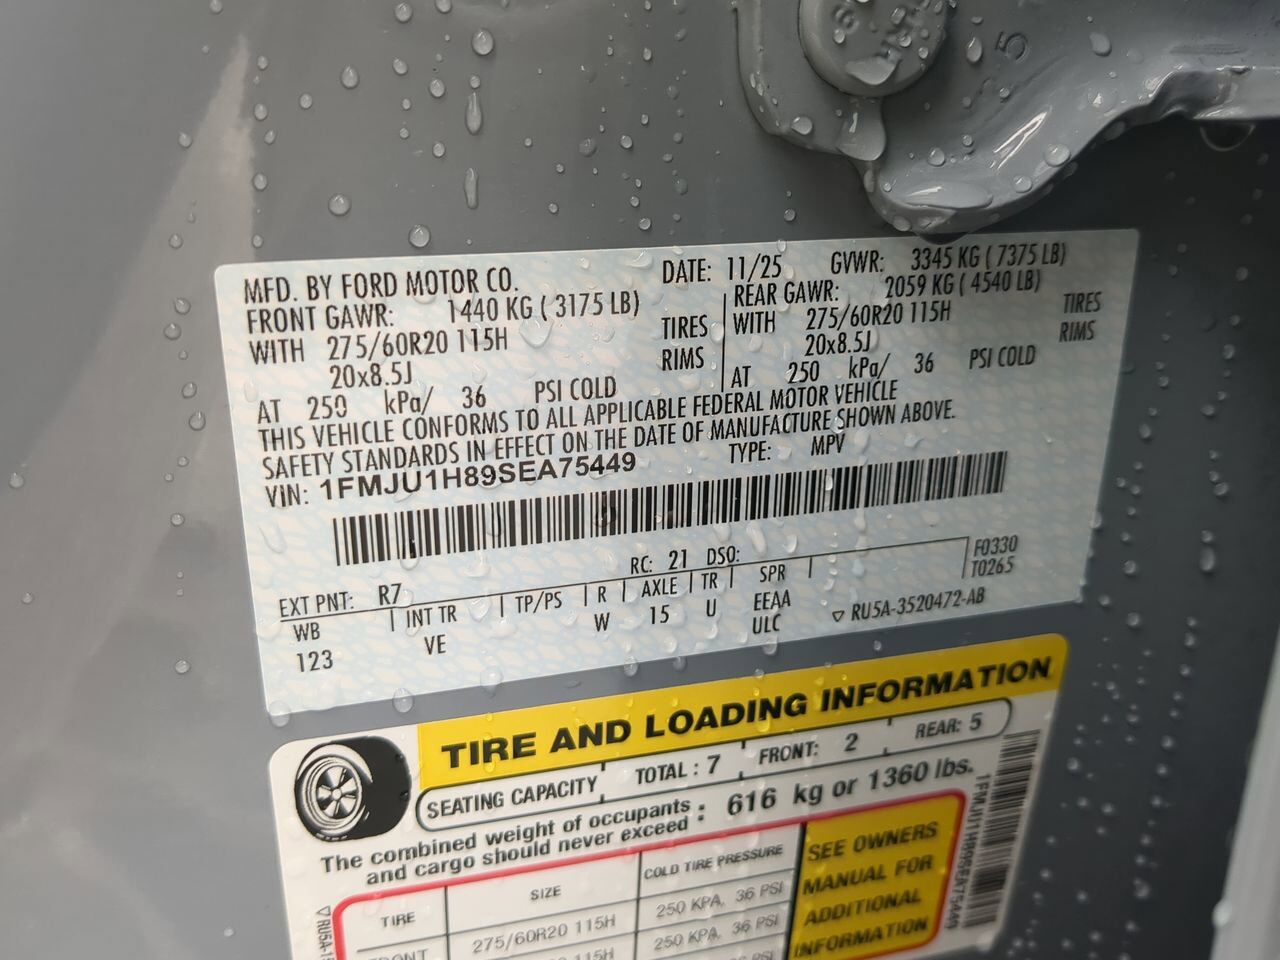 5
MFD. BY FORD MOTOR CO.
DATE: 11/25 GVWR: 3345 KG ( 7375 LB)
FRONT GAWR: 1440 KG ( 3175 LB)
REAR GAWR: 2059 KG ( 4540 LB)
WITH 275/60R20 115H TIRES
WITH 275/60R20 115H TIRES
20x8.5J RIMS
20x8.5J RIMS
AT 250 kPa/ 36 PSI COLD
AT 250 kPa/ 36 PSI COLD
THIS VEHICLE CONFORMS TO ALL APPLICABLE FEDERAL MOTOR VEHICLE
SAFETY STANDARDS IN EFFECT ON THE DATE OF MANUFACTURE SHOWN ABOVE.
VIN: 1FMJU1H89SEA75449 TYPE: MPV
EXT PNT: R7 RC: 21 DSO: F0330
WB INT TR TP/PS R AXLE TR SPR T0265
123 VE W 15 U EEAA
ULC ▽ RU5A-3520472-AB
TIRE AND LOADING INFORMATION
SEATING CAPACITY TOTAL : 7 FRONT: 2 REAR: 5
The combined weight of occupants
and cargo should never exceed : 616 kg or 1360 lbs.
TIRE SIZE COLD TIRE PRESSURE
FRONT 275/60R20 115H 250 KPA, 36 PSI
115H 250 KPA, 36 PSI
PSI
SEE OWNERS
MANUAL FOR
ADDITIONAL
INFORMATION
1FMJU1H89SEA75449